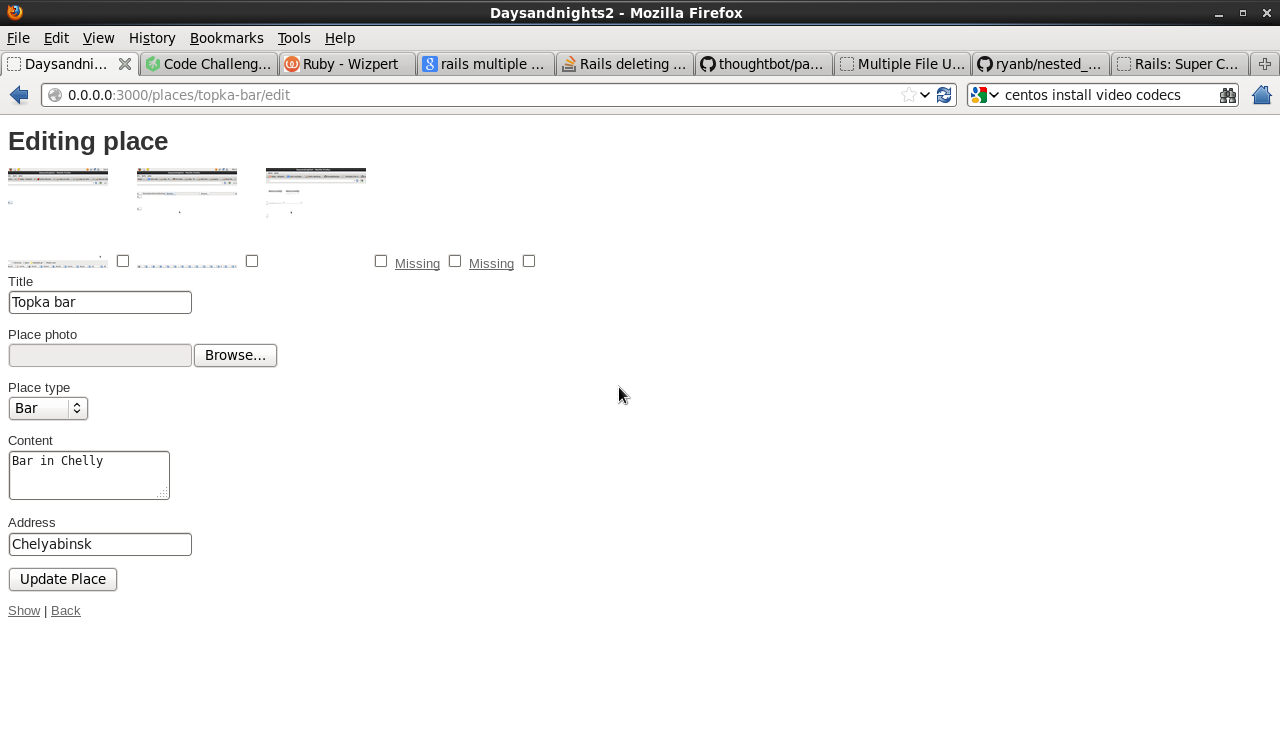 Daysandnights2 - Mozilla Firefox
File Edit View History Bookmarks Tools Help
Daysandni... Code Challeng... Ruby - Wizpert rails multiple ... Rails deleting ... thoughtbot/pa... Multiple File U... ryanb/nested_... Rails: Super C...
0.0.0.0:3000/places/topka-bar/edit centos install video codecs
Editing place
Missing Missing
Title
Topka bar
Place photo
Browse...
Place type
Bar
Content
Bar in Chelly
Address
Chelyabinsk
Update Place
Show | Back